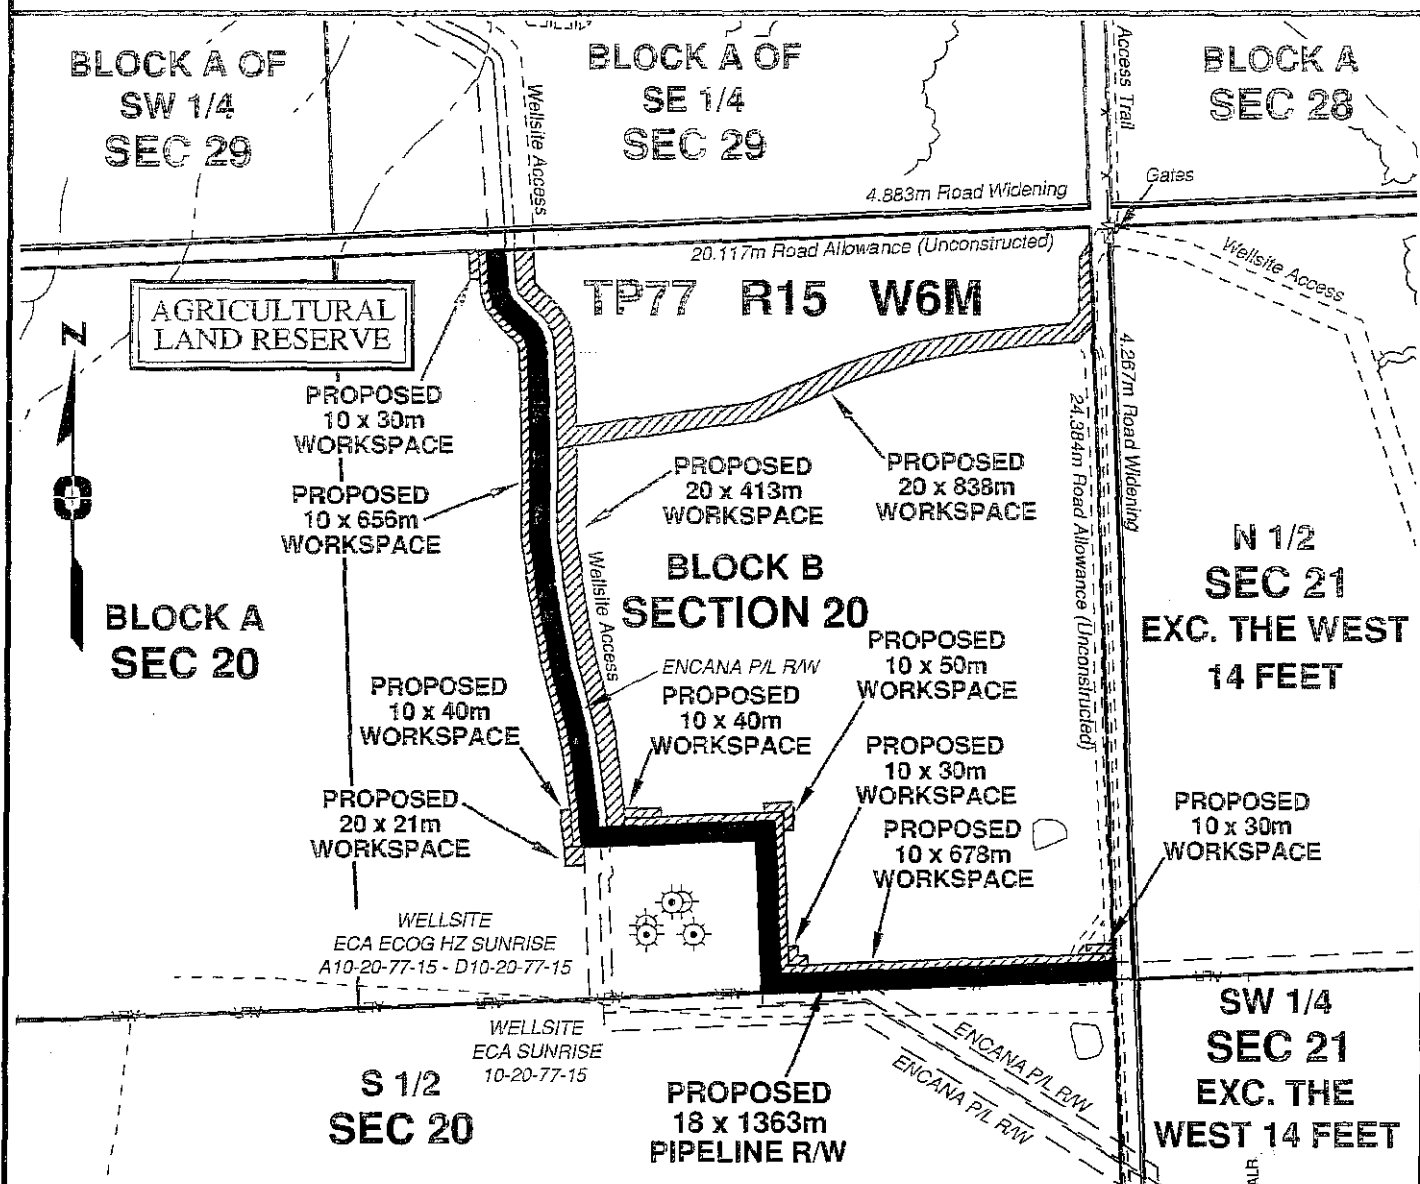 BLOCK A OF
SW 1/4
SEC 29
BLOCK A OF
SE 1/4
SEC 29
BLOCK A
SEC 28
Wellsite Access
Access Trail
Gates
4.883m Road Widening
20.117m Road Allowance (Unconstructed)
Wellsite Access
TP77 R15 W6M
AGRICULTURAL
LAND RESERVE
N
PROPOSED
10 x 30m
WORKSPACE
PROPOSED
10 x 656m
WORKSPACE
PROPOSED
20 x 413m
WORKSPACE
PROPOSED
20 x 838m
WORKSPACE
4.267m Road Widening
24.384m Road Allowance (Unconstructed)
Wellsite Access
BLOCK B
SECTION 20
N 1/2
SEC 21
EXC. THE WEST
14 FEET
BLOCK A
SEC 20
ENCANA P/L R/W
PROPOSED
10 x 40m
WORKSPACE
PROPOSED
10 x 40m
WORKSPACE
PROPOSED
10 x 50m
WORKSPACE
PROPOSED
10 x 30m
WORKSPACE
PROPOSED
20 x 21m
WORKSPACE
PROPOSED
10 x 678m
WORKSPACE
PROPOSED
10 x 30m
WORKSPACE
WELLSITE
ECA ECOG HZ SUNRISE
A10-20-77-15 - D10-20-77-15
WELLSITE
ECA SUNRISE
10-20-77-15
S 1/2
SEC 20
PROPOSED
18 x 1363m
PIPELINE R/W
ENCANA P/L R/W
ENCANA P/L R/W
SW 1/4
SEC 21
EXC. THE
WEST 14 FEET
ALR